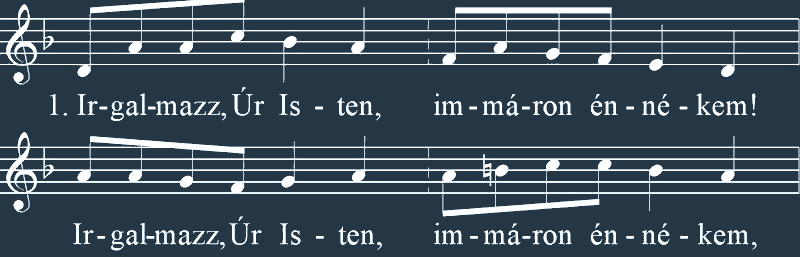 1. Ir-gal-mazz, Úr Is - ten, im - má-ron én - né - kem!
Ir-gal-mazz, Úr Is - ten, im - má-ron én - né - kem,